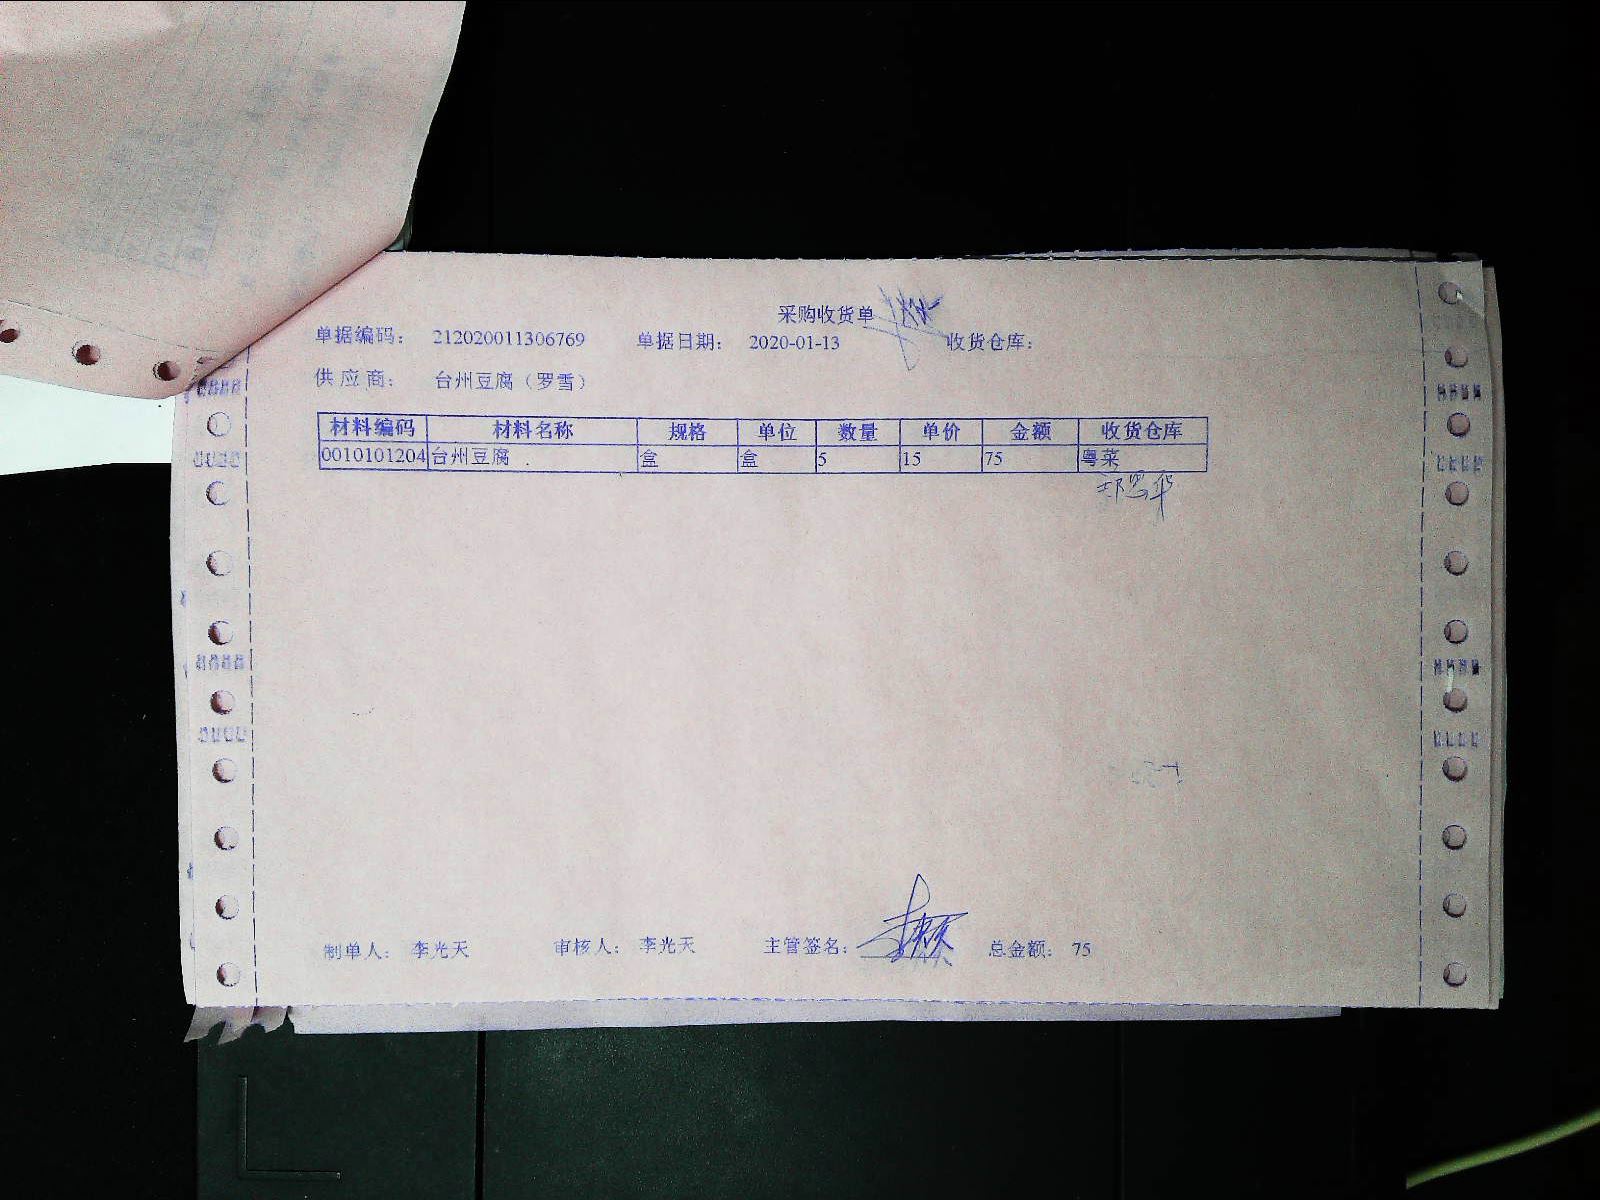 采购收货单
单据编码： 212020011306769 单据日期： 2020-01-13 收货仓库：
供 应 商： 台州豆腐（罗雪）
材料编码 材料名称 规格 单位 数量 单价 金额 收货仓库
0010101204 台州豆腐 盒 盒 5 15 75 粤菜
制单人： 李光天 审核人： 李光天 主管签名： 总金额： 75